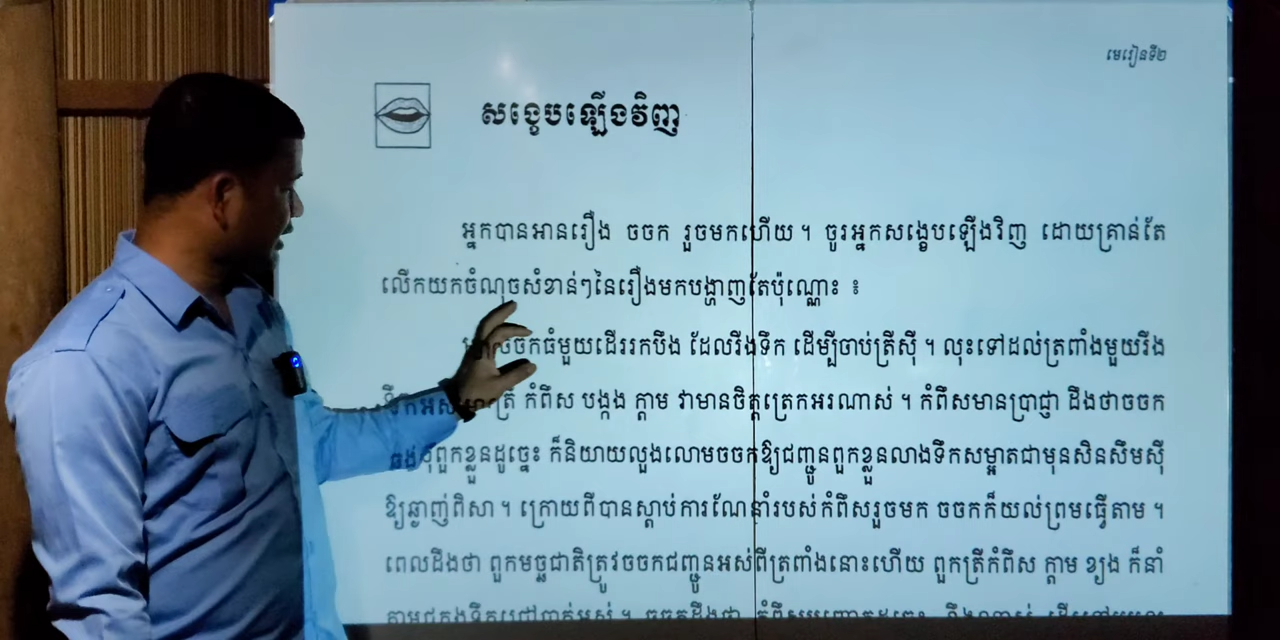 មេរៀនទី២
សង្ខេបឡើងវិញ
អ្នកបានអានរឿង ចចក រួចមកហើយ ។ ចូរអ្នកសង្ខេបឡើងវិញ ដោយគ្រាន់តែ
លើកយកចំណុចសំខាន់ៗនៃរឿងមកបង្ហាញតែប៉ុណ្ណោះ ៖
ចចកធំមួយដើររកបឹង ដែលរីងទឹក ដើម្បីចាប់ត្រីស៊ី ។ លុះទៅដល់ត្រពាំងមួយរីង
ទឹកអស់ មានត្រី កំពឹស បង្កង ក្ដាម វាមានចិត្តត្រេកអរណាស់ ។ កំពឹសមានប្រាជ្ញា ដឹងថាចចក
ចង់ស៊ីពួកខ្លួនដូច្នេះ ក៏និយាយលួងលោមចចកឱ្យជញ្ជូនពួកខ្លួនលាងទឹកសម្អាតជាមុនសិនសឹមស៊ី
ឱ្យឆ្ងាញ់ពិសា ។ ក្រោយពីបានស្ដាប់ការណែនាំរបស់កំពឹសរួចមក ចចកក៏យល់ព្រមធ្វើតាម ។
ពេលដឹងថា ពួកមច្ឆជាតិត្រូវចចកជញ្ជូនអស់ពីត្រពាំងនោះហើយ ពួកត្រីកំពឹស ក្ដាម ខ្យង ក៏នាំ